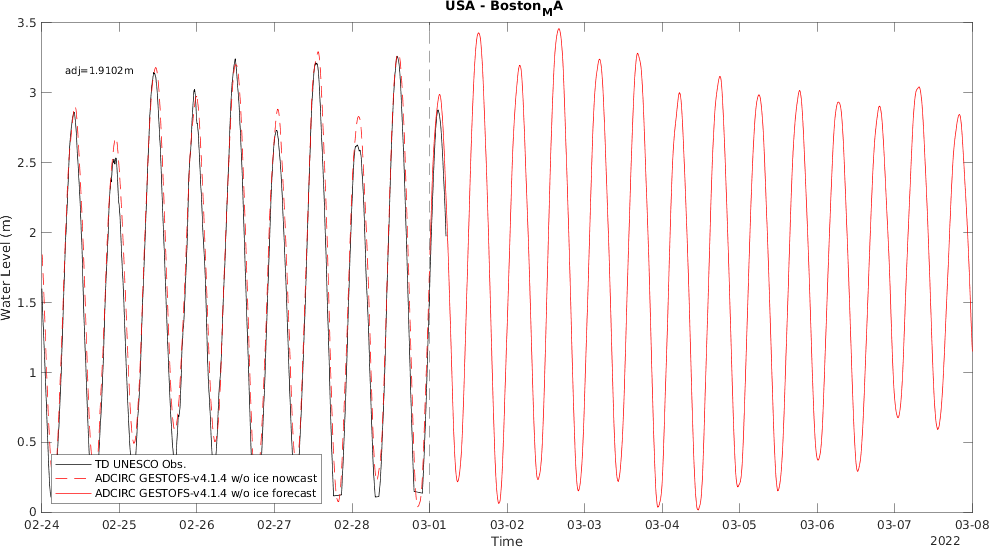 USA - Boston_MA
3.5
adj=1.9102m
3
2.5
2
1.5
1
0.5
0
Water Level (m)
TD UNESCO Obs.
ADCIRC GESTOFS-v4.1.4 w/o ice nowcast
ADCIRC GESTOFS-v4.1.4 w/o ice forecast
02-24 02-25 02-26 02-27 02-28 03-01 03-02 03-03 03-04 03-05 03-06 03-07 03-08
Time
2022